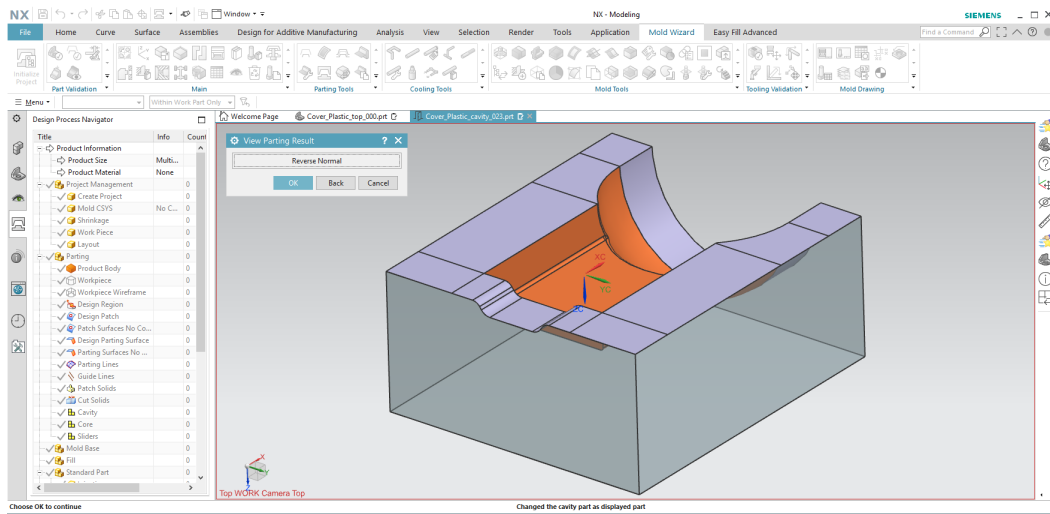 NX
Window
NX - Modeling
SIEMENS
File Home Curve Surface Assemblies Design for Additive Manufacturing Analysis View Selection Render Tools Application Mold Wizard Easy Fill Advanced
Find a Command
Initialize
Project
Part Validation Main Parting Tools Cooling Tools Mold Tools Tooling Validation Mold Drawing
Menu Within Work Part Only
Design Process Navigator
Welcome Page Cover_Plastic_top_000.prt Cover_Plastic_cavity_023.prt
Title Info Count
Product Information
Product Size Multi...
Product Material None
Project Management 0
Create Project 0
Mold CSYS No C... 0
Shrinkage 0
Work Piece 0
Layout 0
Parting 0
Product Body 0
Workpiece 0
Workpiece Wireframe 0
Design Region 0
Design Patch 0
Patch Surfaces No Co... 0
Design Parting Surface 0
Parting Surfaces No ... 0
Parting Lines 0
Guide Lines 0
Patch Solids 0
Cut Solids 0
Cavity 0
Core 0
Sliders 0
Mold Base 0
Fill 0
Standard Part 0
View Parting Result ? X
Reverse Normal
OK Back Cancel
XC
YC
ZC
X
Y
Z
Top WORK Camera Top
Choose OK to continue
Changed the cavity part as displayed part